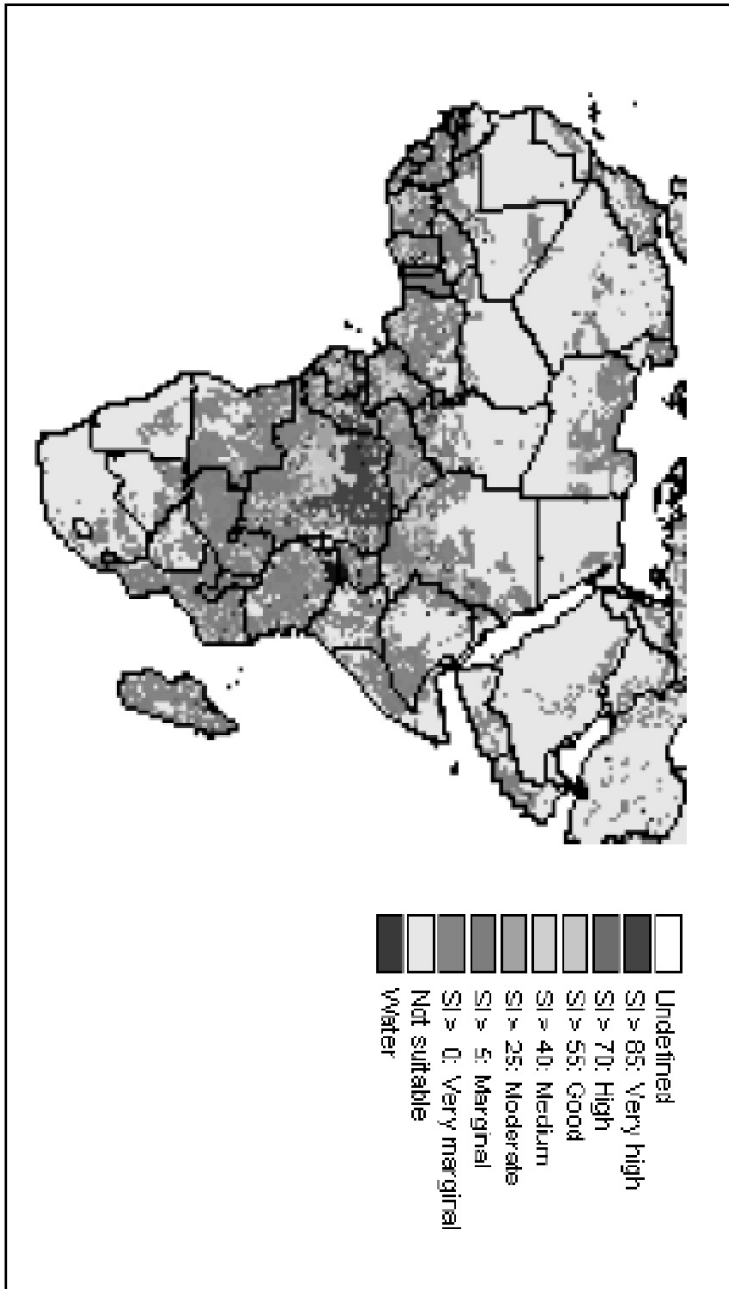 Undefined
SI > 85: Very high
SI > 70: High
SI > 55: Good
SI > 40: Medium
SI > 25: Moderate
SI > 5: Marginal
SI > 0: Very marginal
Not suitable
Water